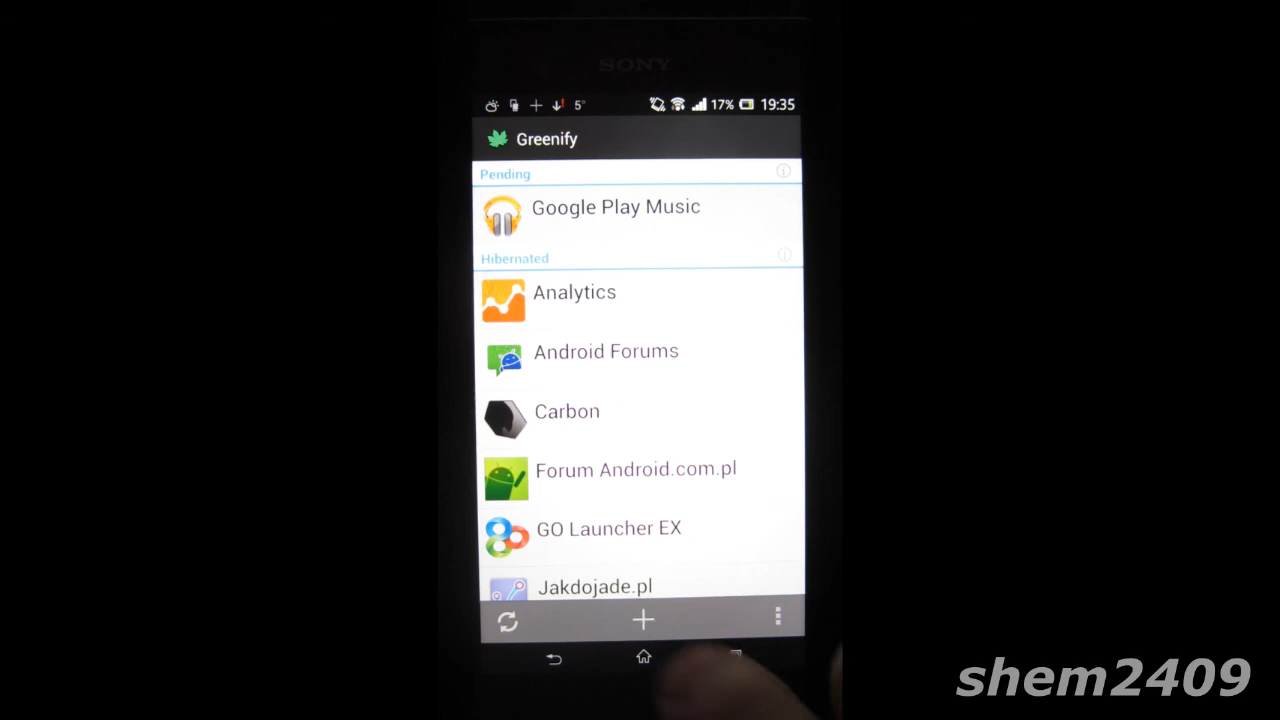 SONY
5° 17% 19:35
Greenify
Pending
Google Play Music
Hibernated
Analytics
Android Forums
Carbon
Forum Android.com.pl
GO Launcher EX
Jakdojade.pl
shem2409